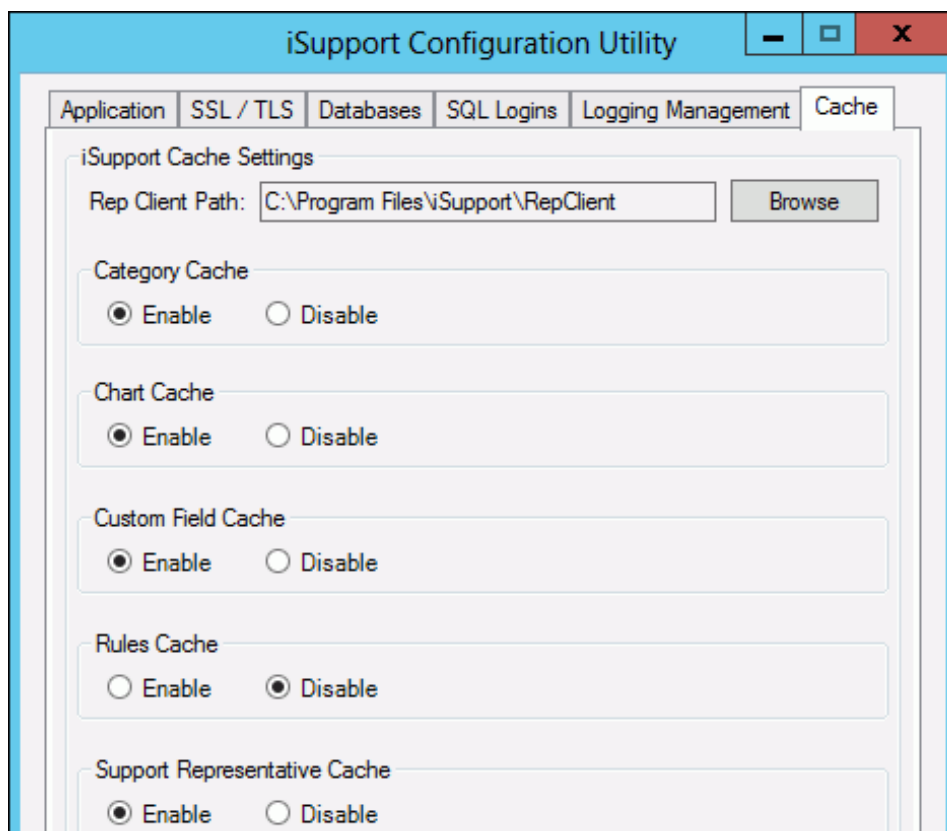 iSupport Configuration Utility
Application SSL / TLS Databases SQL Logins Logging Management Cache
iSupport Cache Settings
Rep Client Path: C:\Program Files\iSupport\RepClient Browse
Category Cache
Enable Disable
Chart Cache
Enable Disable
Custom Field Cache
Enable Disable
Rules Cache
Enable Disable
Support Representative Cache
Enable Disable